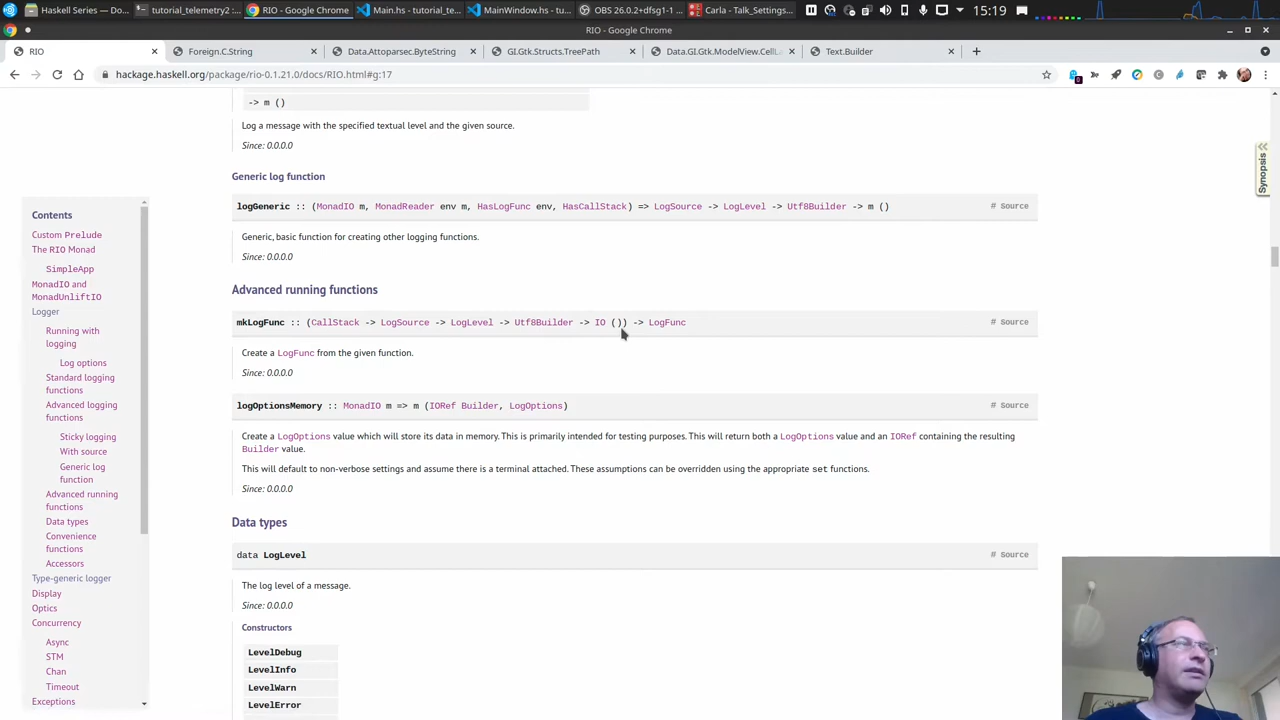 Haskell Series — Do...
tutorial_telemetry2 :...
RIO - Google Chrome
Main.hs - tutorial_te...
MainWindow.hs - tut...
OBS 26.0.2+dfsg1-1 ...
Carla - Talk_Settings...
15:19
RIO - Google Chrome
RIO
Foreign.C.String
Data.Attoparsec.ByteString
GI.Gtk.Structs.TreePath
Data.GI.Gtk.ModelView.CellL
Text.Builder
hackage.haskell.org/package/rio-0.1.21.0/docs/RIO.html#g:17
-> m ()
Log a message with the specified textual level and the given source.
Since: 0.0.0.0
Generic log function
logGeneric :: (MonadIO m, MonadReader env m, HasLogFunc env, HasCallStack) => LogSource -> LogLevel -> Utf8Builder -> m ()
# Source
Generic, basic function for creating other logging functions.
Since: 0.0.0.0
Advanced running functions
mkLogFunc :: (CallStack -> LogSource -> LogLevel -> Utf8Builder -> IO ()) -> LogFunc
# Source
Create a LogFunc from the given function.
Since: 0.0.0.0
logOptionsMemory :: MonadIO m => m (IORef Builder, LogOptions)
# Source
Create a LogOptions value which will store its data in memory. This is primarily intended for testing purposes. This will return both a LogOptions value and an IORef containing the resulting
Builder value.
This will default to non-verbose settings and assume there is a terminal attached. These assumptions can be overridden using the appropriate set functions.
Since: 0.0.0.0
Data types
data LogLevel
# Source
The log level of a message.
Since: 0.0.0.0
Constructors
LevelDebug
LevelInfo
LevelWarn
LevelError
Contents
Custom Prelude
The RIO Monad
SimpleApp
MonadIO and
MonadUnliftIO
Logger
Running with
logging
Log options
Standard logging
functions
Advanced logging
functions
Sticky logging
With source
Generic log
function
Advanced running
functions
Data types
Convenience
functions
Accessors
Type-generic logger
Display
Optics
Concurrency
Async
STM
Chan
Timeout
Exceptions
Synopsis